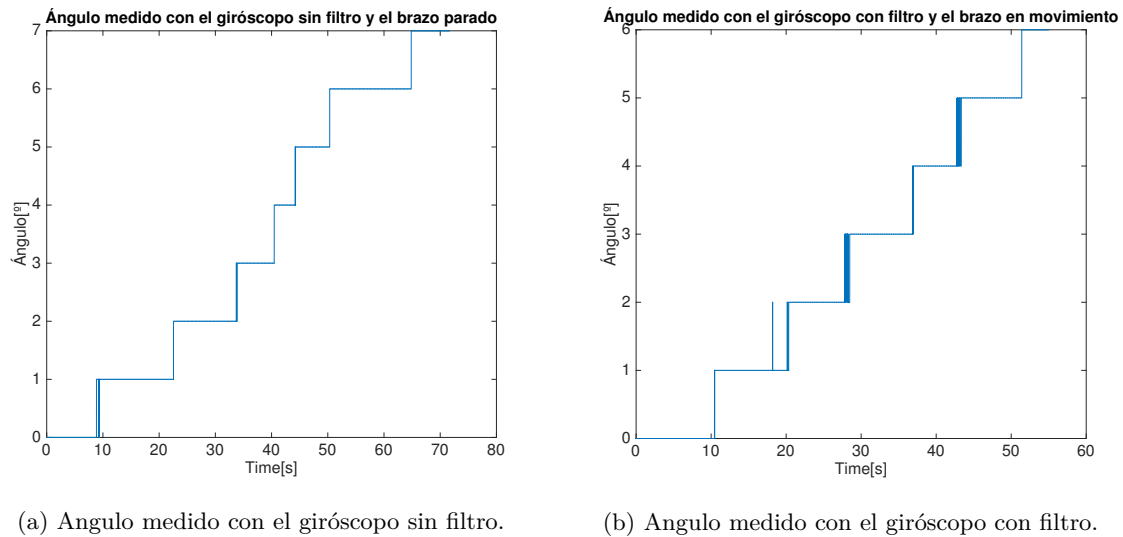 Ángulo medido con el giróscopo sin filtro y el brazo parado
7
6
5
4
3
2
1
0
Ángulo[º]
0 10 20 30 40 50 60 70 80
Time[s]
(a) Angulo medido con el giróscopo sin filtro.
Ángulo medido con el giróscopo con filtro y el brazo en movimiento
6
5
4
3
2
1
0
Ángulo[º]
0 10 20 30 40 50 60
Time[s]
(b) Angulo medido con el giróscopo con filtro.